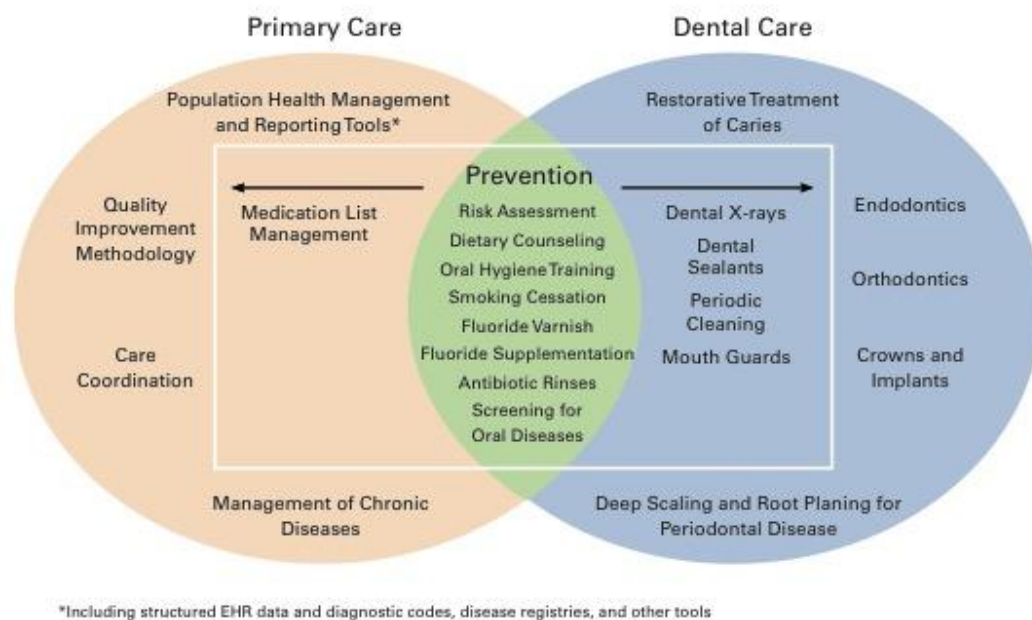 Primary Care
Dental Care
Population Health Management
and Reporting Tools*
Restorative Treatment
of Caries
Prevention
Quality
Improvement
Methodology
Care
Coordination
Medication List
Management
Risk Assessment
Dietary Counseling
Oral Hygiene Training
Smoking Cessation
Fluoride Varnish
Fluoride Supplementation
Antibiotic Rinses
Screening for
Oral Diseases
Dental X-rays
Dental
Sealants
Periodic
Cleaning
Mouth Guards
Endodontics
Orthodontics
Crowns and
Implants
Management of Chronic
Diseases
Deep Scaling and Root Planing for
Periodontal Disease
*Including structured EHR data and diagnostic codes, disease registries, and other tools